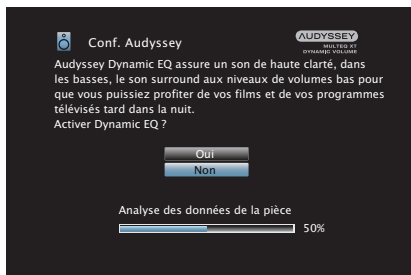 Conf. Audyssey
AUDYSSEY
MULTEQ XT
DYNAMIC VOLUME
Audyssey Dynamic EQ assure un son de haute clarté, dans
les basses, le son surround aux niveaux de volumes bas pour
que vous puissiez profiter de vos films et de vos programmes
télévisés tard dans la nuit.
Activer Dynamic EQ ?
Oui
Non
Analyse des données de la pièce
50%